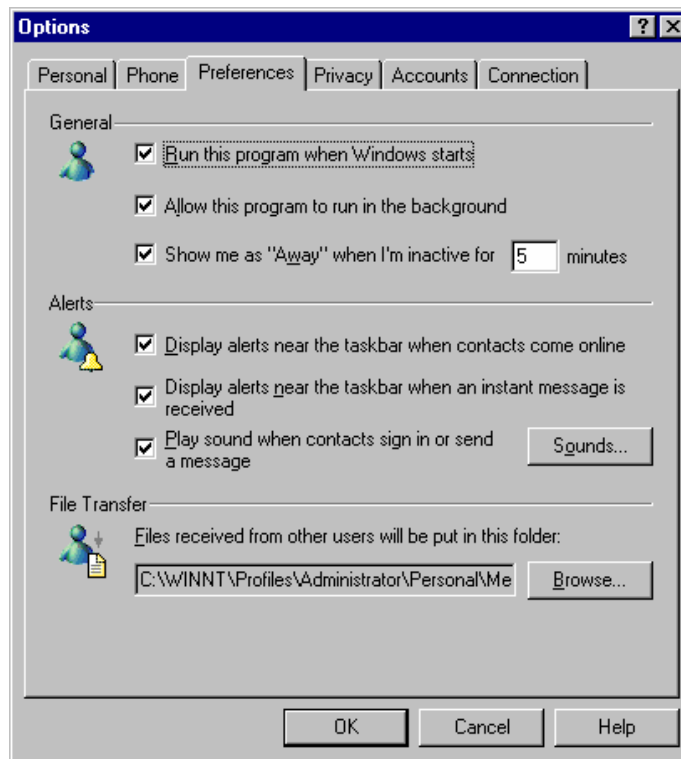 Options
Personal Phone Preferences Privacy Accounts Connection
General
Run this program when Windows starts
Allow this program to run in the background
Show me as "Away" when I'm inactive for 5 minutes
Alerts
Display alerts near the taskbar when contacts come online
Display alerts near the taskbar when an instant message is
received
Play sound when contacts sign in or send
a message
Sounds...
File Transfer
Files received from other users will be put in this folder:
C:\WINNT\Profiles\Administrator\Personal\Me Browse...
OK Cancel Help